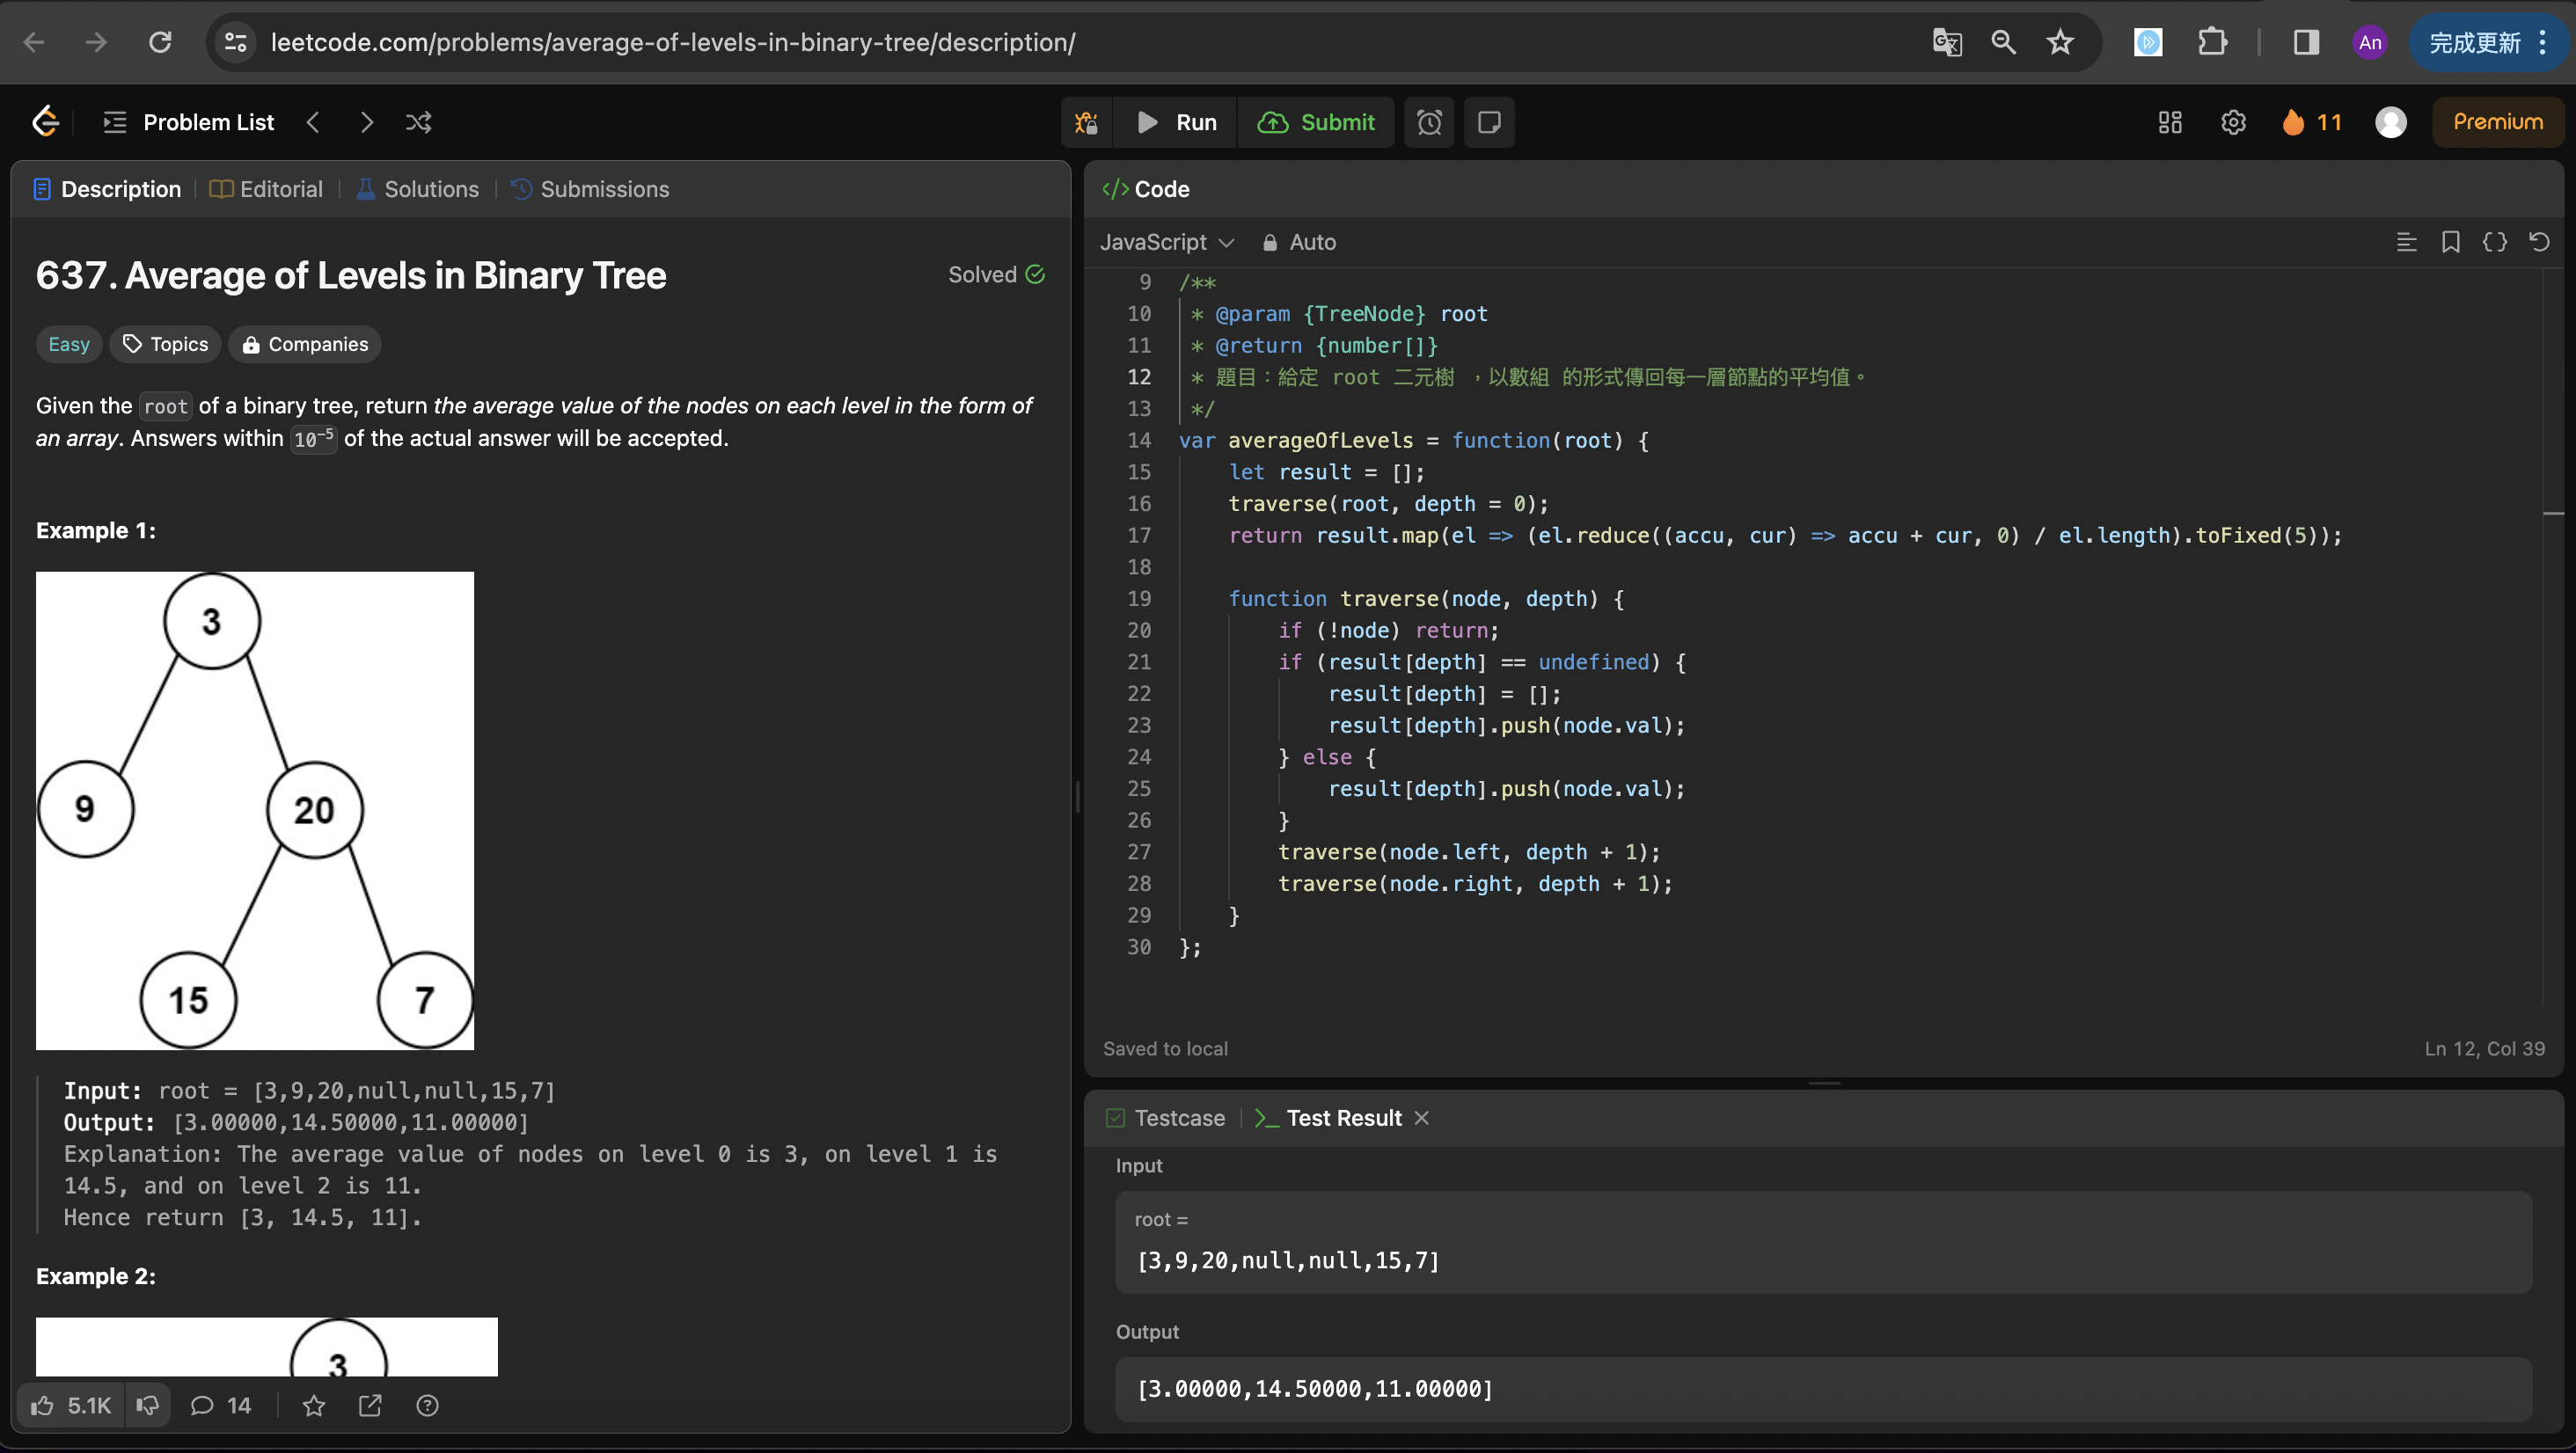 leetcode.com/problems/average-of-levels-in-binary-tree/description/
An
完成更新
Problem List
Run
Submit
11
Premium
Description
Editorial
Solutions
Submissions
637. Average of Levels in Binary Tree
Solved
Easy
Topics
Companies
Given the root of a binary tree, return the average value of the nodes on each level in the form of
an array. Answers within 10⁻⁵ of the actual answer will be accepted.
Example 1:
3
9
20
15
7
Input: root = [3,9,20,null,null,15,7]
Output: [3.00000,14.50000,11.00000]
Explanation: The average value of nodes on level 0 is 3, on level 1 is
14.5, and on level 2 is 11.
Hence return [3, 14.5, 11].
Example 2:
3
5.1K
14
</> Code
JavaScript
Auto
9 /**
10 * @param {TreeNode} root
11 * @return {number[]}
12 * 題目：給定 root 二元樹 ，以數組 的形式傳回每一層節點的平均值。
13 */
14 var averageOfLevels = function(root) {
15 let result = [];
16 traverse(root, depth = 0);
17 return result.map(el => (el.reduce((accu, cur) => accu + cur, 0) / el.length).toFixed(5));
18
19 function traverse(node, depth) {
20 if (!node) return;
21 if (result[depth] == undefined) {
22 result[depth] = [];
23 result[depth].push(node.val);
24 } else {
25 result[depth].push(node.val);
26 }
27 traverse(node.left, depth + 1);
28 traverse(node.right, depth + 1);
29 }
30 };
Saved to local
Ln 12, Col 39
Testcase
Test Result
Input
root =
[3,9,20,null,null,15,7]
Output
[3.00000,14.50000,11.00000]